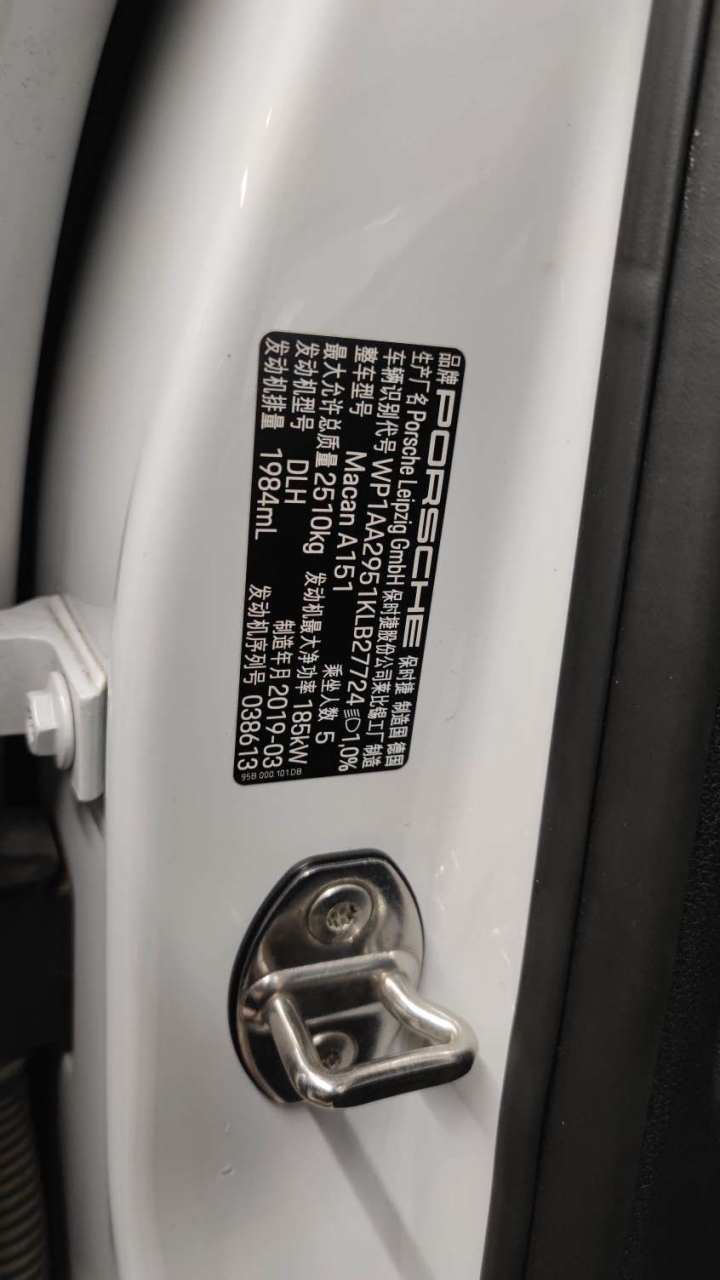 品牌 PORSCHE 保时捷 制造国 德国
生产厂名 Porsche Leipzig GmbH 保时捷股份公司莱比锡工厂制造
车辆识别代号 WP1AA2951KLB27724 1,0%
整车型号 Macan A151 乘坐人数 5
最大允许总质量 2510kg 发动机最大净功率 185kW
发动机型号 DLH 制造年月 2019-03
发动机排量 1984mL 发动机序列号 038613
95B.000.101.DB